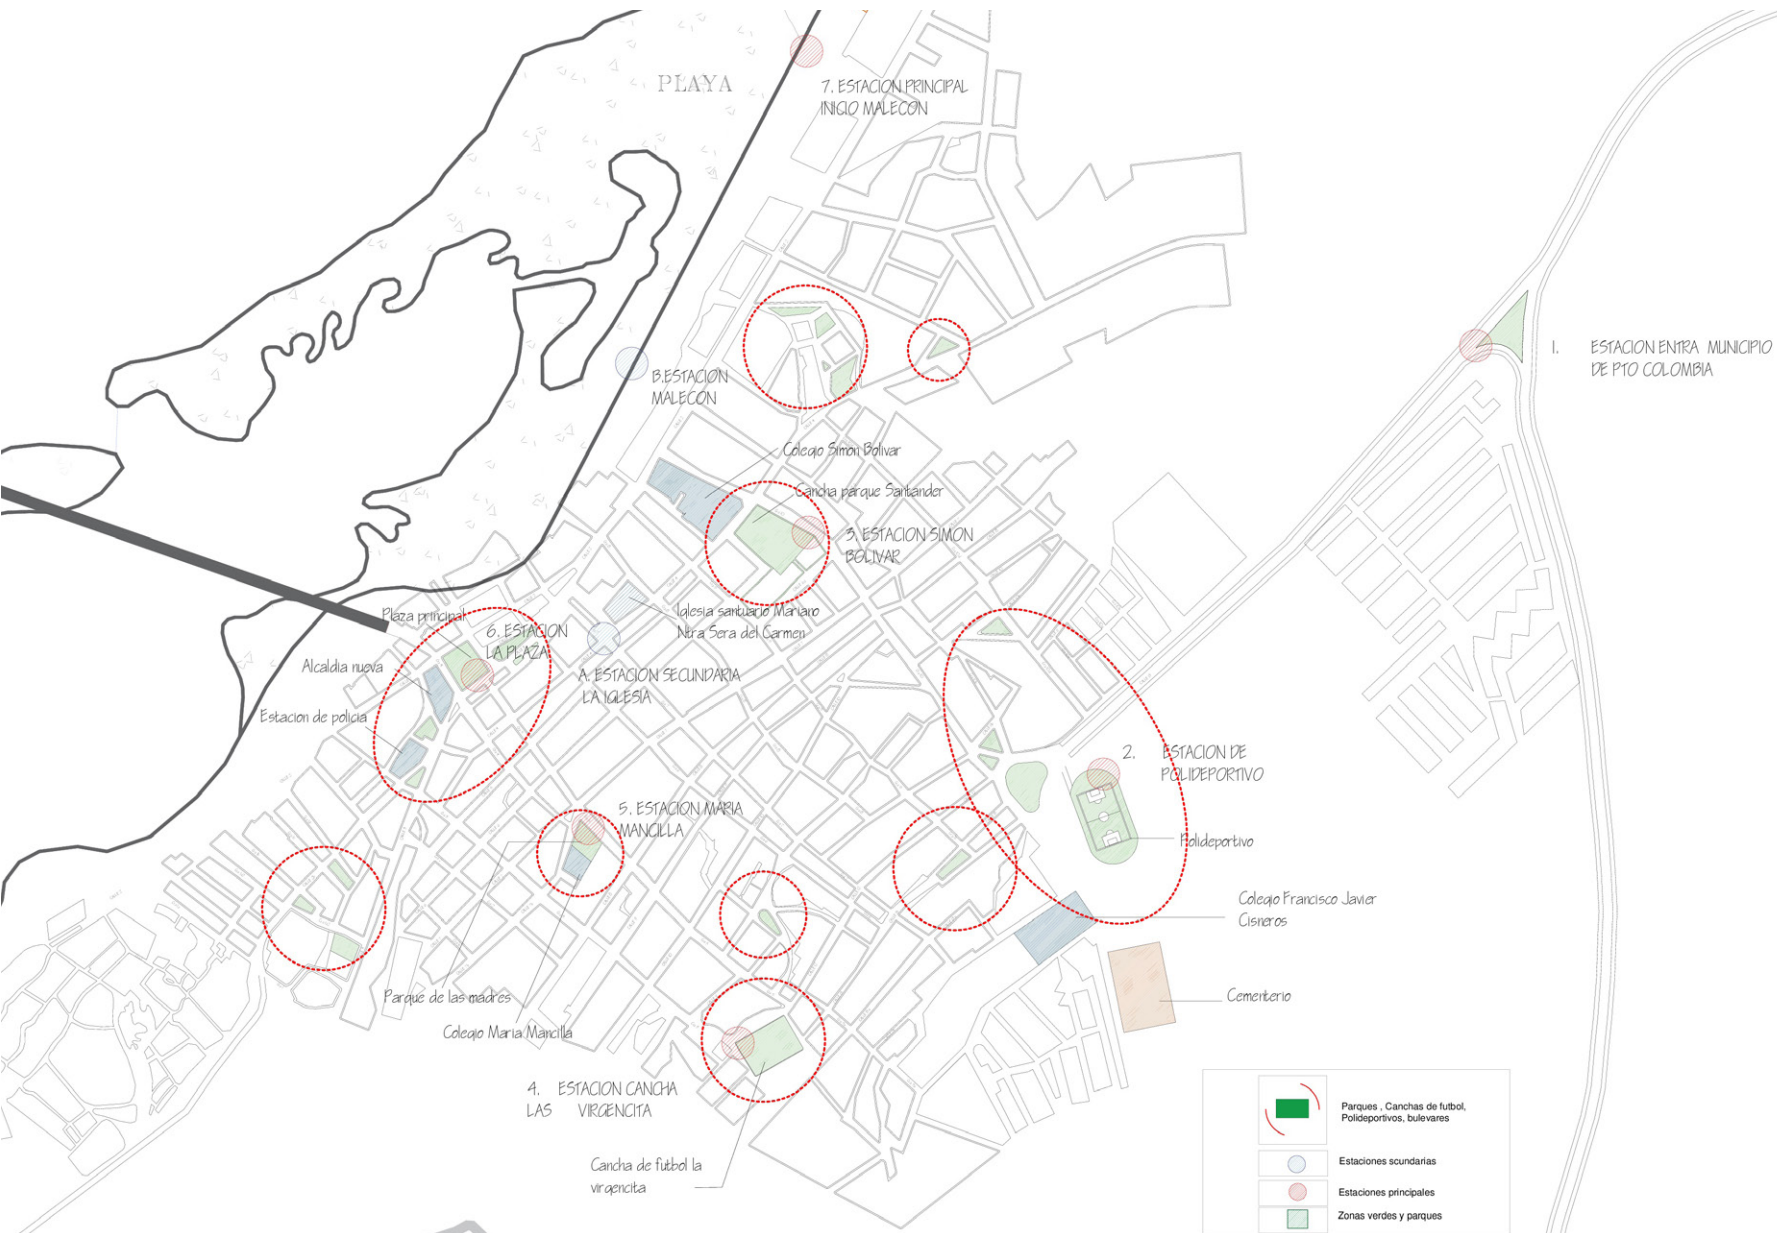 PLAYA
7. ESTACION PRINCIPAL
INICIO MALECON
1. ESTACION ENTRA MUNICIPIO
DE PTO COLOMBIA
B.ESTACION
MALECON
Colegio Simon Bolivar
Cancha parque Santander
3. ESTACION SIMON
BOLIVAR
Iglesia santuario Mariano
Ntra Sera del Carmen
Plaza principal
6. ESTACION
LA PLAZA
Alcaldia nueva
A. ESTACION SECUNDARIA
LA IGLESIA
Estacion de policia
2. ESTACION DE
POLIDEPORTIVO
5. ESTACION MARIA
MANCILLA
Polideportivo
Colegio Francisco Javier
Cisneros
Parque de las madres
Cementerio
Colegio Maria Mancilla
4. ESTACION CANCHA
LAS VIRGENCITA
Cancha de futbol la
virgencita
Parques , Canchas de futbol,
Polideportivos, bulevares
Estaciones scundarias
Estaciones principales
Zonas verdes y parques